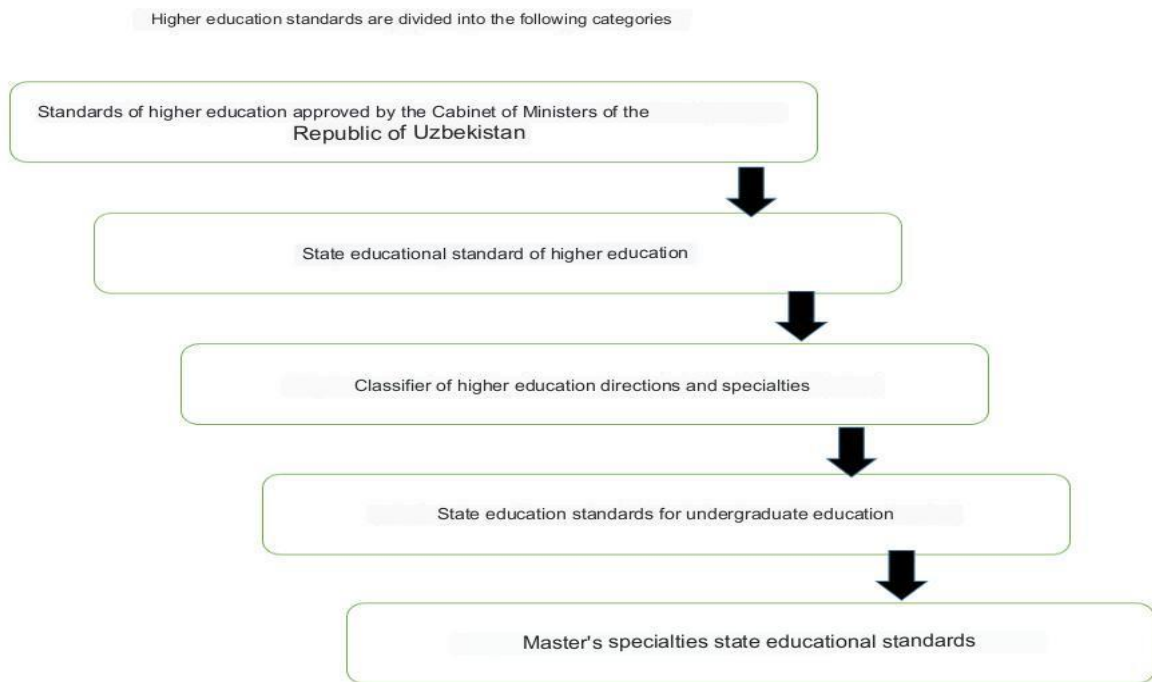 Higher education standards are divided into the following categories
Standards of higher education approved by the Cabinet of Ministers of the
Republic of Uzbekistan
State educational standard of higher education
Classifier of higher education directions and specialties
State education standards for undergraduate education
Master's specialties state educational standards